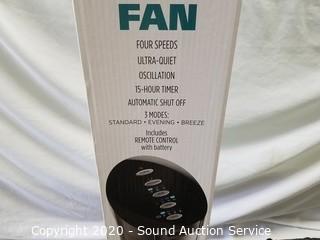 FAN
FOUR SPEEDS
ULTRA-QUIET
OSCILLATION
15-HOUR TIMER
AUTOMATIC SHUT OFF
3 MODES:
STANDARD • EVENING • BREEZE
Includes
REMOTE CONTROL
with battery
Copyright 2020 - Sound Auction Service